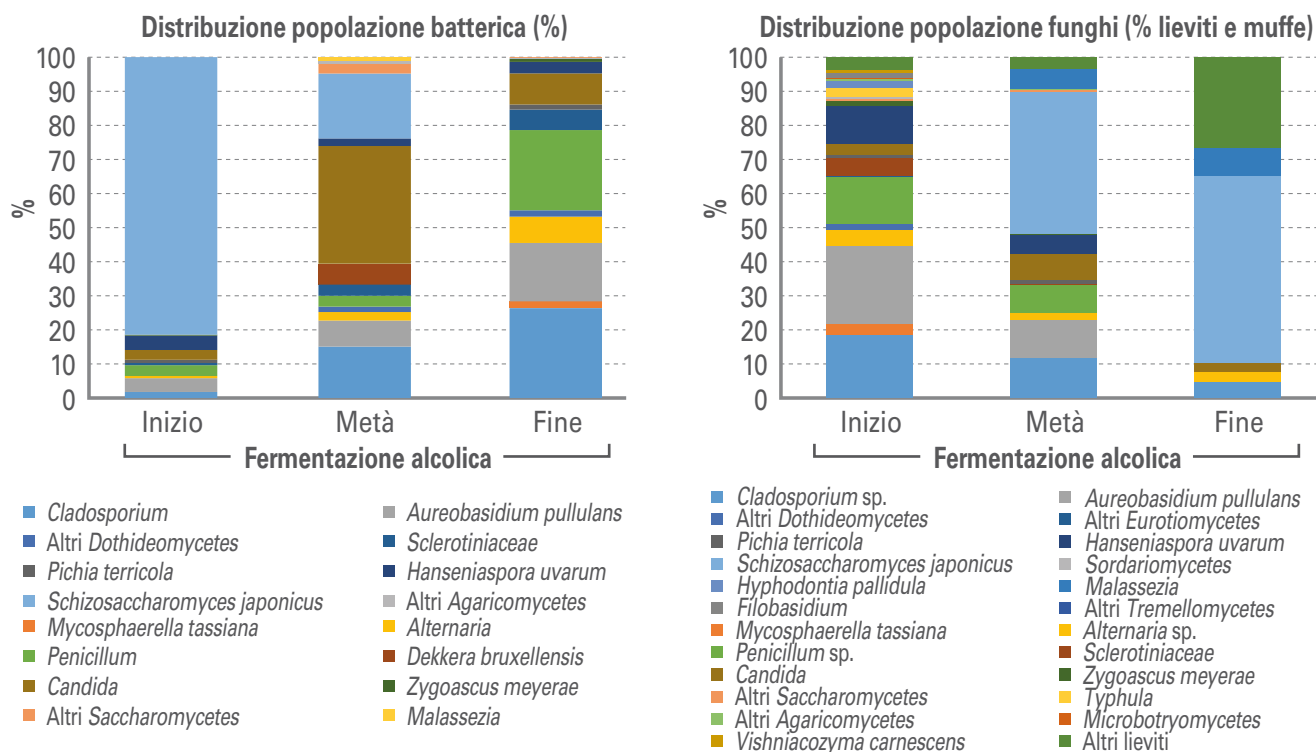 Distribuzione popolazione batterica (%)
100
90
80
70
60
50
40
30
20
10
0
%
Inizio
Metà
Fine
Fermentazione alcolica
Cladosporium
Altri Dothideomycetes
Pichia terricola
Schizosaccharomyces japonicus
Mycosphaerella tassiana
Penicillum
Candida
Altri Saccharomycetes
Aureobasidium pullulans
Sclerotiniaceae
Hanseniaspora uvarum
Altri Agaricomycetes
Alternaria
Dekkera bruxellensis
Zygoascus meyerae
Malassezia
Distribuzione popolazione funghi (% lieviti e muffe)
100
90
80
70
60
50
40
30
20
10
0
%
Inizio
Metà
Fine
Fermentazione alcolica
Cladosporium sp.
Altri Dothideomycetes
Pichia terricola
Schizosaccharomyces japonicus
Hyphodontia pallidula
Filobasidium
Mycosphaerella tassiana
Penicillum sp.
Candida
Altri Saccharomycetes
Altri Agaricomycetes
Vishniacozyma carnescens
Aureobasidium pullulans
Altri Eurotiomycetes
Hanseniaspora uvarum
Sordariomycetes
Malassezia
Altri Tremellomycetes
Alternaria sp.
Sclerotiniaceae
Zygoascus meyerae
Typhula
Microbotryomycetes
Altri lieviti